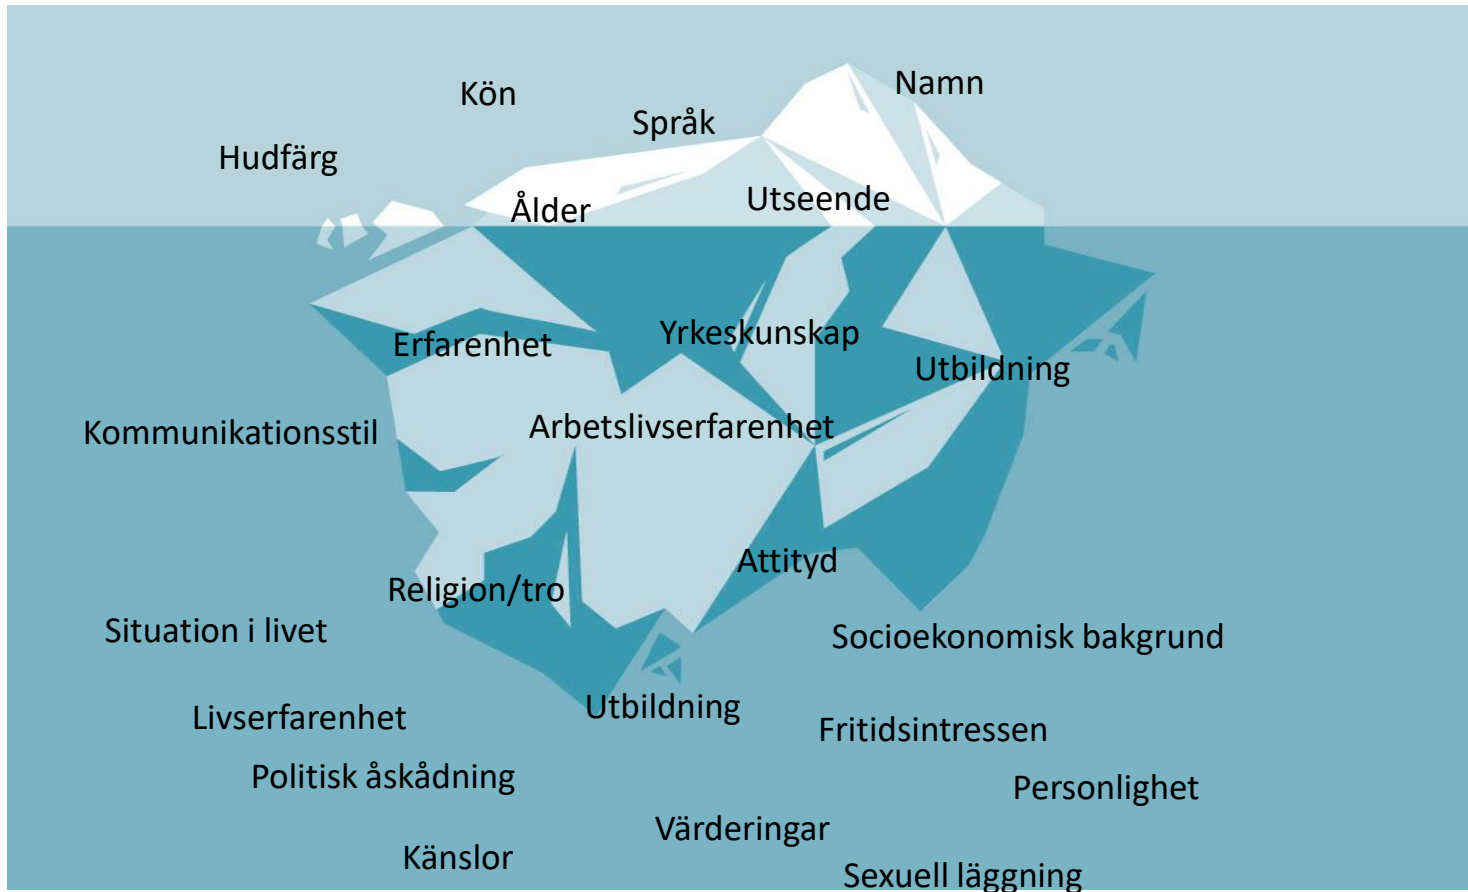 Namn
Kön
Språk
Hudfärg
Utseende
Ålder
Yrkeskunskap
Erfarenhet
Utbildning
Arbetslivserfarenhet
Kommunikationsstil
Attityd
Religion/tro
Situation i livet
Socioekonomisk bakgrund
Utbildning
Livserfarenhet
Fritidsintressen
Politisk åskådning
Personlighet
Värderingar
Känslor
Sexuell läggning